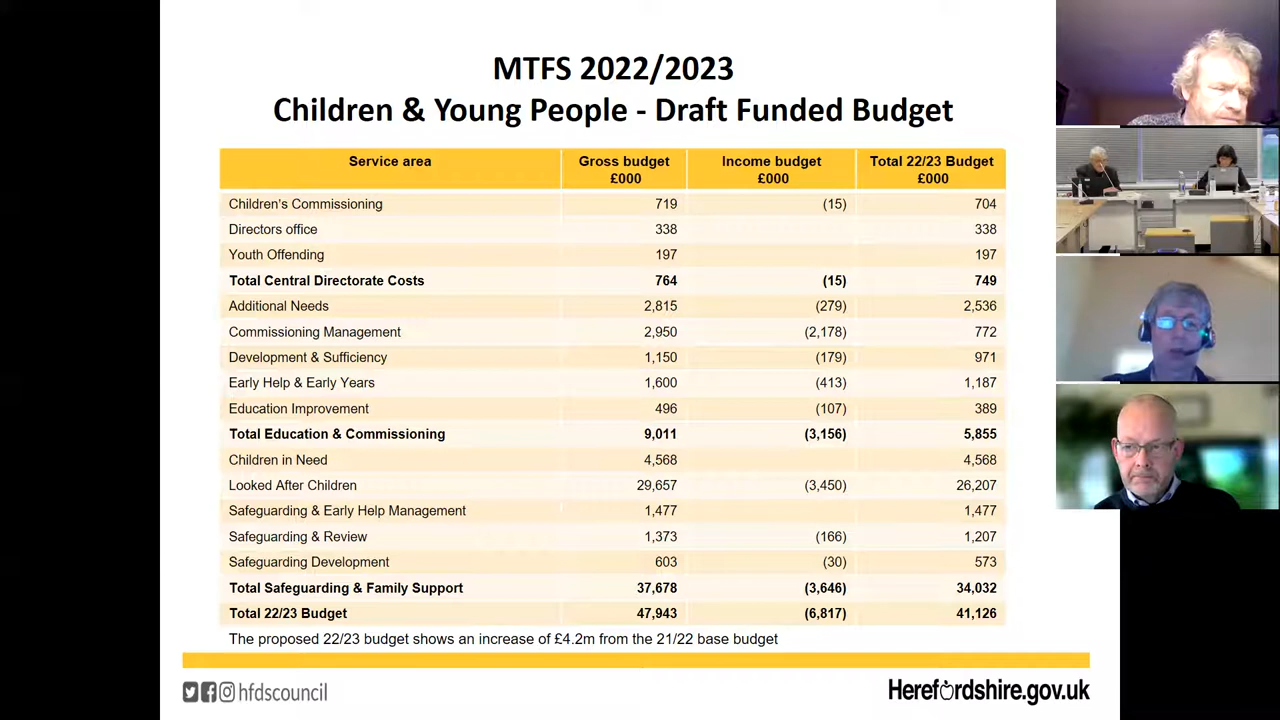 MTFS 2022/2023
Children & Young People - Draft Funded Budget
Service area Gross budget £000 Income budget £000 Total 22/23 Budget £000
Children's Commissioning 719 (15) 704
Directors office 338 338
Youth Offending 197 197
Total Central Directorate Costs 764 (15) 749
Additional Needs 2,815 (279) 2,536
Commissioning Management 2,950 (2,178) 772
Development & Sufficiency 1,150 (179) 971
Early Help & Early Years 1,600 (413) 1,187
Education Improvement 496 (107) 389
Total Education & Commissioning 9,011 (3,156) 5,855
Children in Need 4,568 4,568
Looked After Children 29,657 (3,450) 26,207
Safeguarding & Early Help Management 1,477 1,477
Safeguarding & Review 1,373 (166) 1,207
Safeguarding Development 603 (30) 573
Total Safeguarding & Family Support 37,678 (3,646) 34,032
Total 22/23 Budget 47,943 (6,817) 41,126
The proposed 22/23 budget shows an increase of £4.2m from the 21/22 base budget
hfdscouncil
Herefordshire.gov.uk